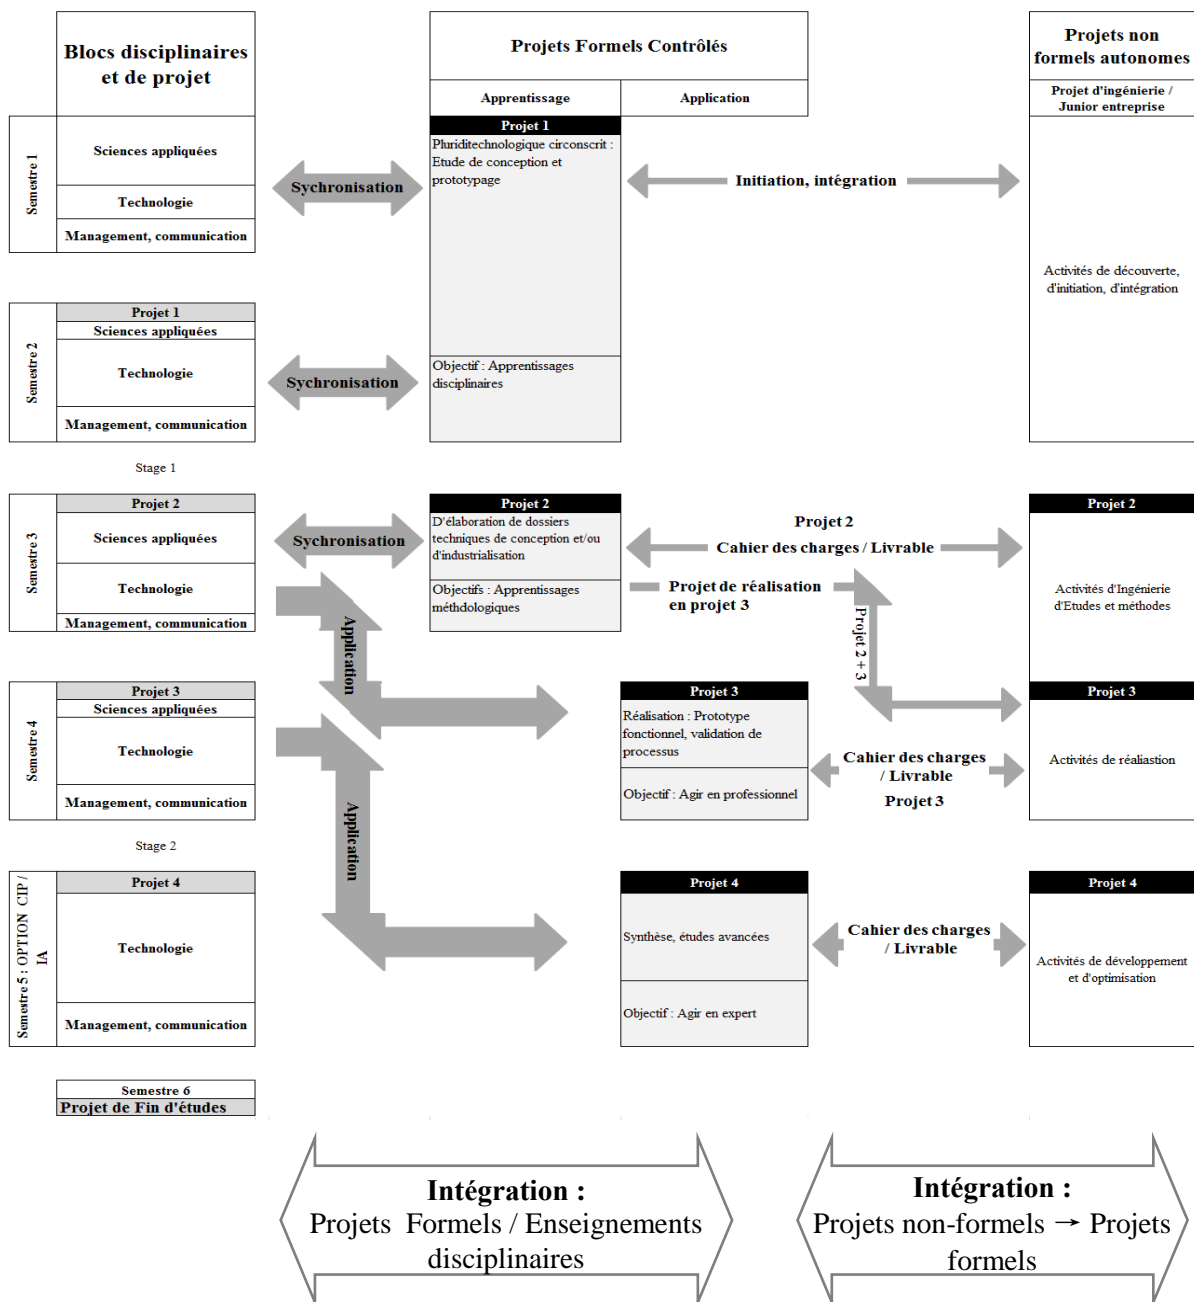 Blocs disciplinaires
et de projet
Projets Formels Contrôlés
Projets non
formels autonomes
Apprentissage
Application
Projet d'ingénierie /
Junior entreprise
Semestre 1
Sciences appliquées
Technologie
Management, communication
Sychronisation
Projet 1
Pluriditechnologique circonscrit :
Etude de conception et
prototypage
Initiation, intégration
Activités de découverte,
d'initiation, d'intégration
Semestre 2
Projet 1
Sciences appliquées
Technologie
Management, communication
Sychronisation
Objectif : Apprentissages
disciplinaires
Stage 1
Semestre 3
Projet 2
Sciences appliquées
Technologie
Management, communication
Sychronisation
Application
Projet 2
D'élaboration de dossiers
techniques de conception et/ou
d'industrialisation
Objectifs : Apprentissages
méthdologiques
Projet 2
Cahier des charges / Livrable
Projet de réalisation
en projet 3
Projet 2 + 3
Projet 2
Activités d'Ingénierie
d'Etudes et méthodes
Semestre 4
Projet 3
Sciences appliquées
Technologie
Management, communication
Application
Projet 3
Réalisation : Prototype
fonctionnel, validation de
processus
Objectif : Agir en professionnel
Cahier des charges
/ Livrable
Projet 3
Projet 3
Activités de réaliastion
Stage 2
Semestre 5 : OPTION CIP /
IA
Projet 4
Technologie
Management, communication
Projet 4
Synthèse, études avancées
Objectif : Agir en expert
Cahier des charges
/ Livrable
Projet 4
Activités de développement
et d'optimisation
Semestre 6
Projet de Fin d'études
Intégration :
Projets Formels / Enseignements
disciplinaires
Intégration :
Projets non-formels → Projets
formels